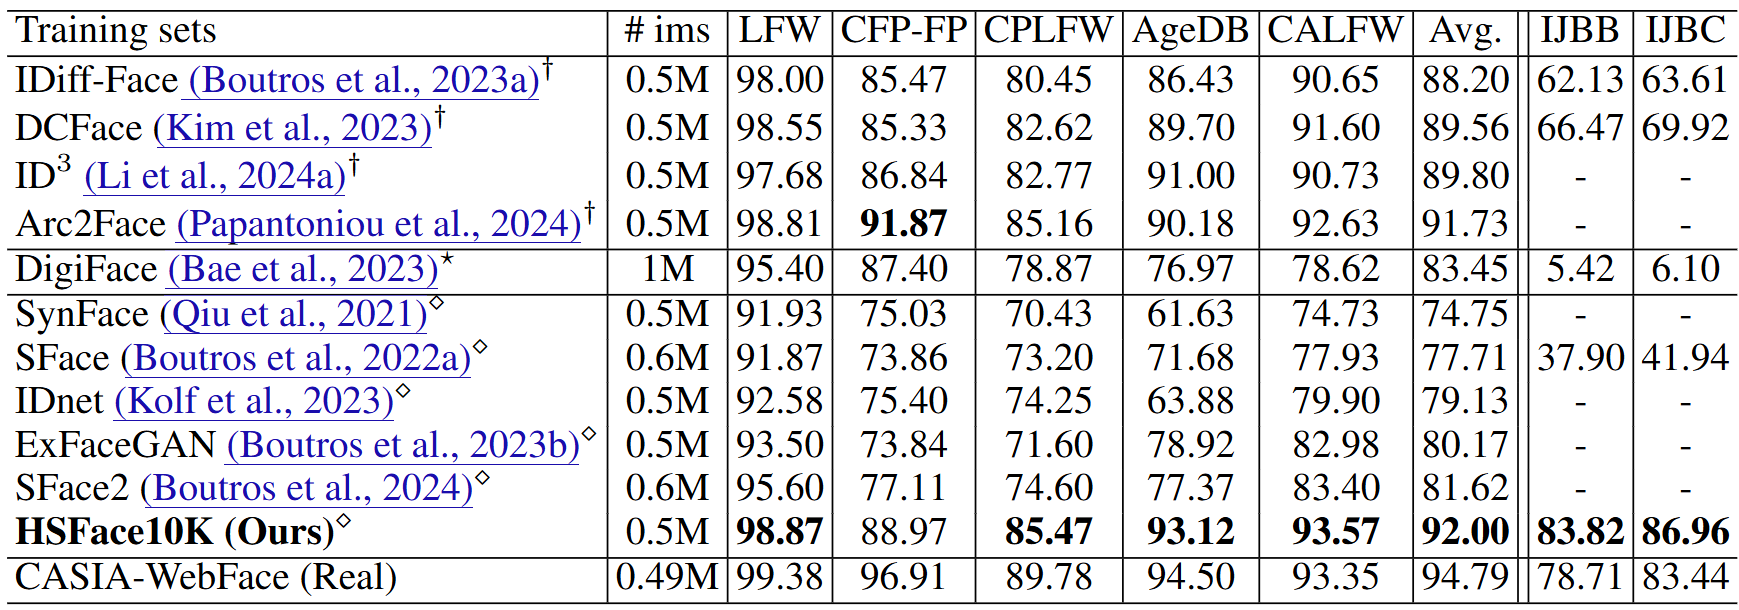 Training sets # ims LFW CFP-FP CPLFW AgeDB CALFW Avg. IJBB IJBC
IDiff-Face (Boutros et al., 2023a)† 0.5M 98.00 85.47 80.45 86.43 90.65 88.20 62.13 63.61
DCFace (Kim et al., 2023)† 0.5M 98.55 85.33 82.62 89.70 91.60 89.56 66.47 69.92
ID³ (Li et al., 2024a)† 0.5M 97.68 86.84 82.77 91.00 90.73 89.80 - -
Arc2Face (Papantoniou et al., 2024)† 0.5M 98.81 91.87 85.16 90.18 92.63 91.73 - -
DigiFace (Bae et al., 2023)⋆ 1M 95.40 87.40 78.87 76.97 78.62 83.45 5.42 6.10
SynFace (Qiu et al., 2021)⋄ 0.5M 91.93 75.03 70.43 61.63 74.73 74.75 - -
SFace (Boutros et al., 2022a)⋄ 0.6M 91.87 73.86 73.20 71.68 77.93 77.71 37.90 41.94
IDnet (Kolf et al., 2023)⋄ 0.5M 92.58 75.40 74.25 63.88 79.90 79.13 - -
ExFaceGAN (Boutros et al., 2023b)⋄ 0.5M 93.50 73.84 71.60 78.92 82.98 80.17 - -
SFace2 (Boutros et al., 2024)⋄ 0.6M 95.60 77.11 74.60 77.37 83.40 81.62 - -
HSFace10K (Ours)⋄ 0.5M 98.87 88.97 85.47 93.12 93.57 92.00 83.82 86.96
CASIA-WebFace (Real) 0.49M 99.38 96.91 89.78 94.50 93.35 94.79 78.71 83.44